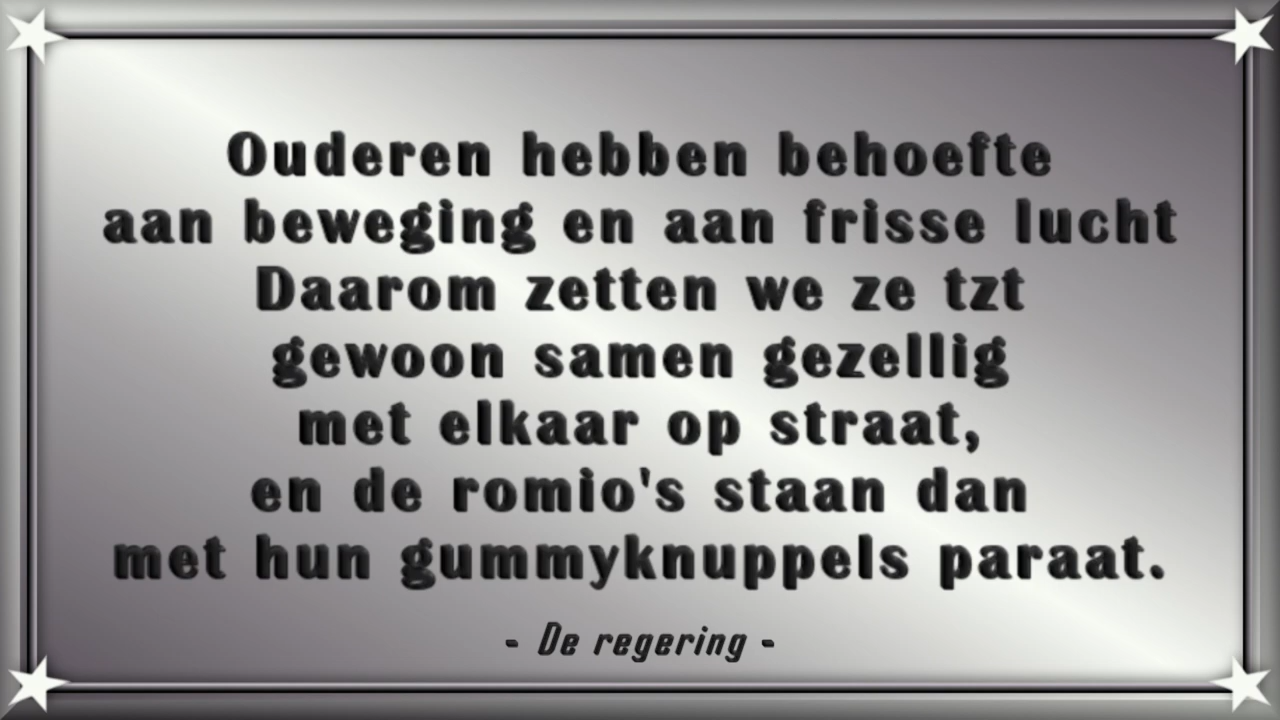 Ouderen hebben behoefte
aan beweging en aan frisse lucht
Daarom zetten we ze tzt
gewoon samen gezellig
met elkaar op straat,
en de romio's staan dan
met hun gummyknuppels paraat.
- De regering -